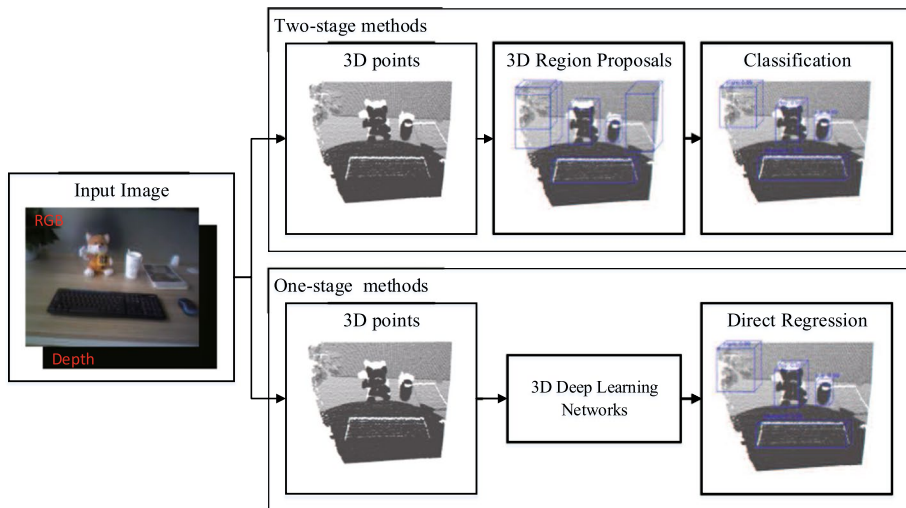 Two-stage methods
3D points
3D Region Proposals
Classification
Input Image
RGB
Depth
One-stage methods
3D points
3D Deep Learning
Networks
Direct Regression